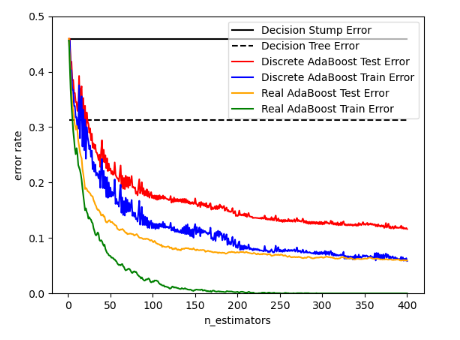 0.5
0.4
0.3
0.2
0.1
0.0
error rate
Decision Stump Error
Decision Tree Error
Discrete AdaBoost Test Error
Discrete AdaBoost Train Error
Real AdaBoost Test Error
Real AdaBoost Train Error
0 50 100 150 200 250 300 350 400
n_estimators